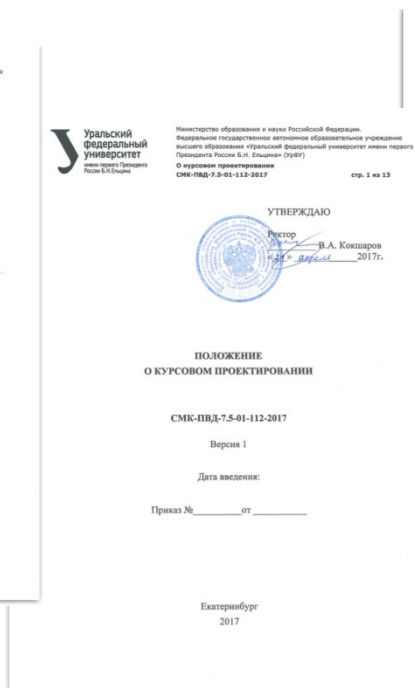 Уральский
федеральный
университет
имени первого Президента
России Б.Н.Ельцина
Министерство образования и науки Российской Федерации.
Федеральное государственное автономное образовательное учреждение
высшего образования «Уральский федеральный университет имени первого
Президента России Б.Н. Ельцина» (УрФУ)
О курсовом проектировании
СМК-ПВД-7.5-01-112-2017 стр. 1 из 13
УТВЕРЖДАЮ
Ректор
В.А. Кокшаров
« » апреля 2017г.
ПОЛОЖЕНИЕ
О КУРСОВОМ ПРОЕКТИРОВАНИИ
СМК-ПВД-7.5-01-112-2017
Версия 1
Дата введения:
Приказ №__________от ___________
Екатеринбург
2017